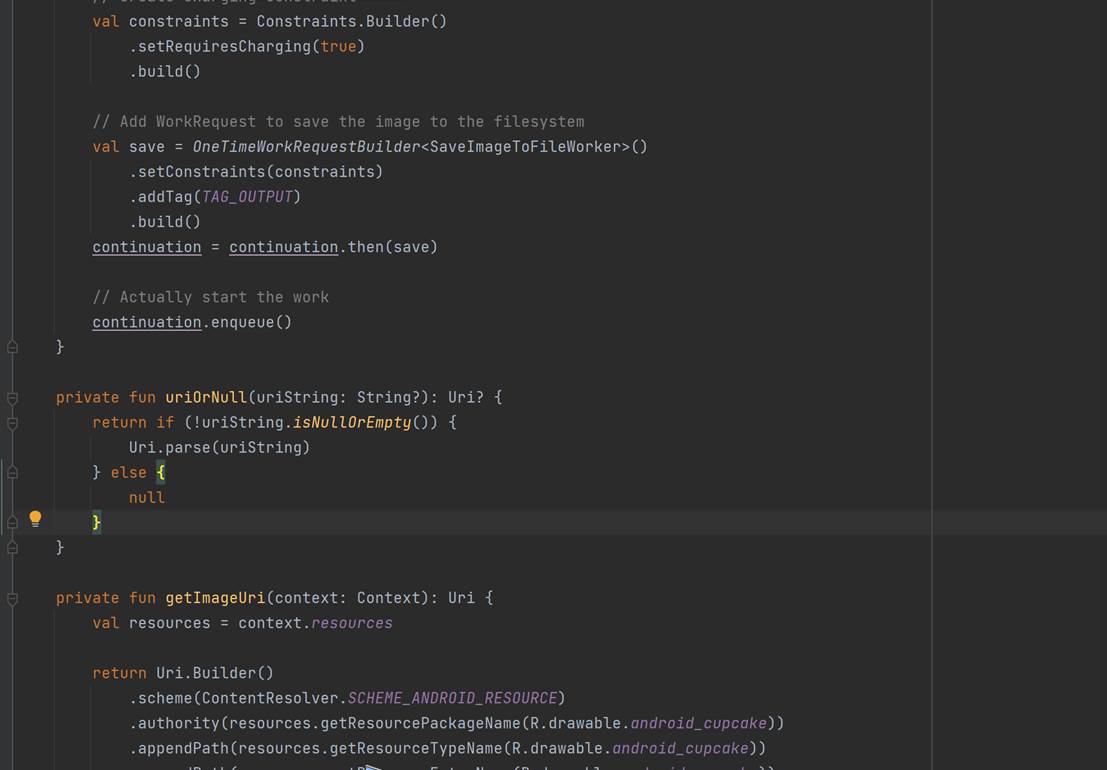 val constraints = Constraints.Builder()
.setRequiresCharging(true)
.build()
// Add WorkRequest to save the image to the filesystem
val save = OneTimeWorkRequestBuilder<SaveImageToFileWorker>()
.setConstraints(constraints)
.addTag(TAG_OUTPUT)
.build()
continuation = continuation.then(save)
// Actually start the work
continuation.enqueue()
}
private fun uriOrNull(uriString: String?): Uri? {
return if (!uriString.isNullOrEmpty()) {
Uri.parse(uriString)
} else {
null
}
}
private fun getImageUri(context: Context): Uri {
val resources = context.resources
return Uri.Builder()
.scheme(ContentResolver.SCHEME_ANDROID_RESOURCE)
.authority(resources.getResourcePackageName(R.drawable.android_cupcake))
.appendPath(resources.getResourceTypeName(R.drawable.android_cupcake))